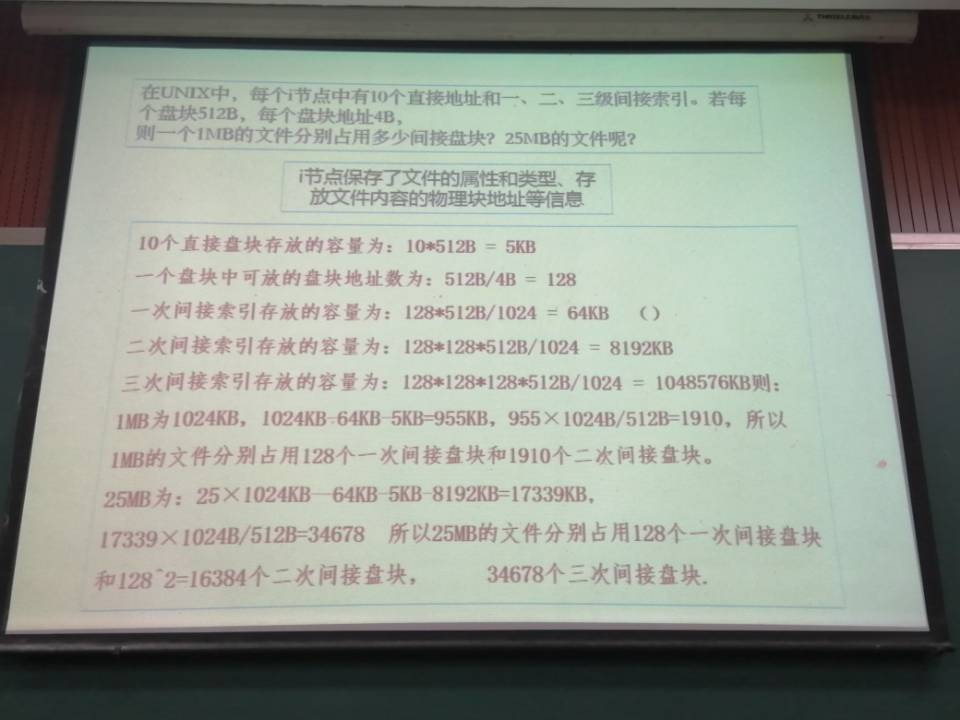 在UNIX中，每个i节点中有10个直接地址和一、二、三级间接索引。若每
个盘块512B，每个盘块地址4B，
则一个1MB的文件分别占用多少间接盘块？25MB的文件呢？
i节点保存了文件的属性和类型、存
放文件内容的物理块地址等信息
10个直接盘块存放的容量为：10*512B = 5KB
一个盘块中可放的盘块地址数为：512B/4B = 128
一次间接索引存放的容量为：128*512B/1024 = 64KB （）
二次间接索引存放的容量为：128*128*512B/1024 = 8192KB
三次间接索引存放的容量为：128*128*128*512B/1024 = 1048576KB则：
1MB为1024KB，1024KB-64KB-5KB=955KB，955×1024B/512B=1910，所以
1MB的文件分别占用128个一次间接盘块和1910个二次间接盘块。
25MB为：25×1024KB—64KB-5KB-8192KB=17339KB，
17339×1024B/512B=34678 所以25MB的文件分别占用128个一次间接盘块
和128^2=16384个二次间接盘块， 34678个三次间接盘块.